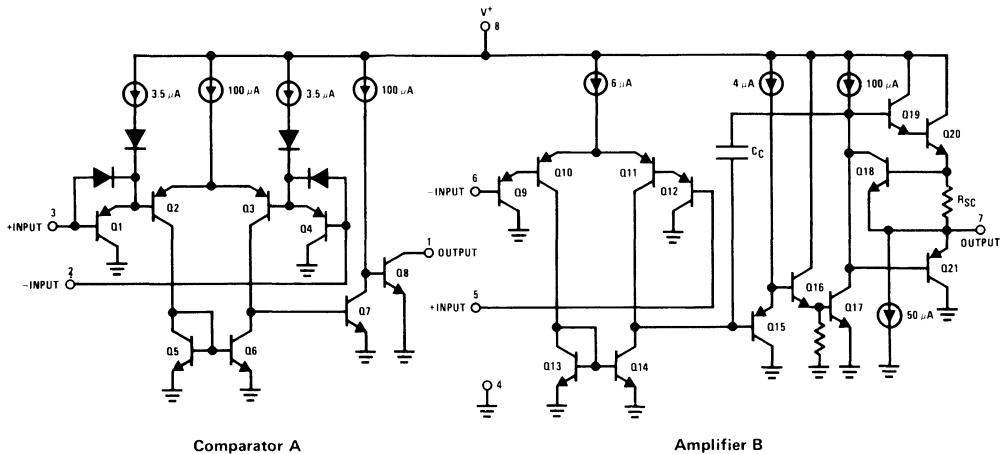 V+
8
3.5 μA
100 μA
3.5 μA
100 μA
6 μA
4 μA
100 μA
Q19
Q20
CC
Q18
RSC
6
-INPUT
Q9
Q10
Q11
Q12
Q2
Q3
3
+INPUT
Q1
Q4
7
OUTPUT
1
OUTPUT
2
-INPUT
Q8
Q7
5
+INPUT
Q16
Q17
Q15
Q21
50 μA
Q5
Q6
Q13
Q14
4
Comparator A
Amplifier B